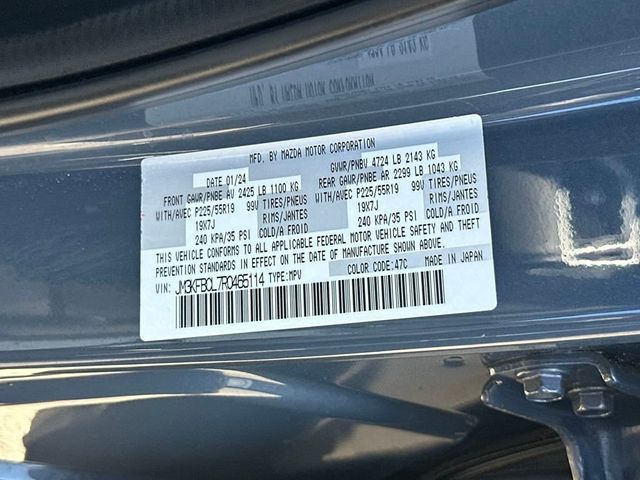 MFD. BY MAZDA MOTOR CORPORATION
DATE 01/24 GVWR/PNBV 4724 LB 2143 KG
FRONT GAWR/PNBE AV 2425 LB 1100 KG REAR GAWR/PNBE AR 2299 LB 1043 KG
WITH/AVEC P225/55R19 99V TIRES/PNEUS WITH/AVEC P225/55R19 99V TIRES/PNEUS
19X7J RIMS/JANTES 19X7J RIMS/JANTES
240 KPA/35 PSI COLD/A FROID 240 KPA/35 PSI COLD/A FROID
THIS VEHICLE CONFORMS TO ALL APPLICABLE FEDERAL MOTOR VEHICLE SAFETY AND THEFT
PREVENTION STANDARDS IN EFFECT ON THE DATE OF MANUFACTURE SHOWN ABOVE.
COLOR CODE:47C MADE IN JAPAN
VIN: JM3KFBCL7R0465114 TYPE:MPV